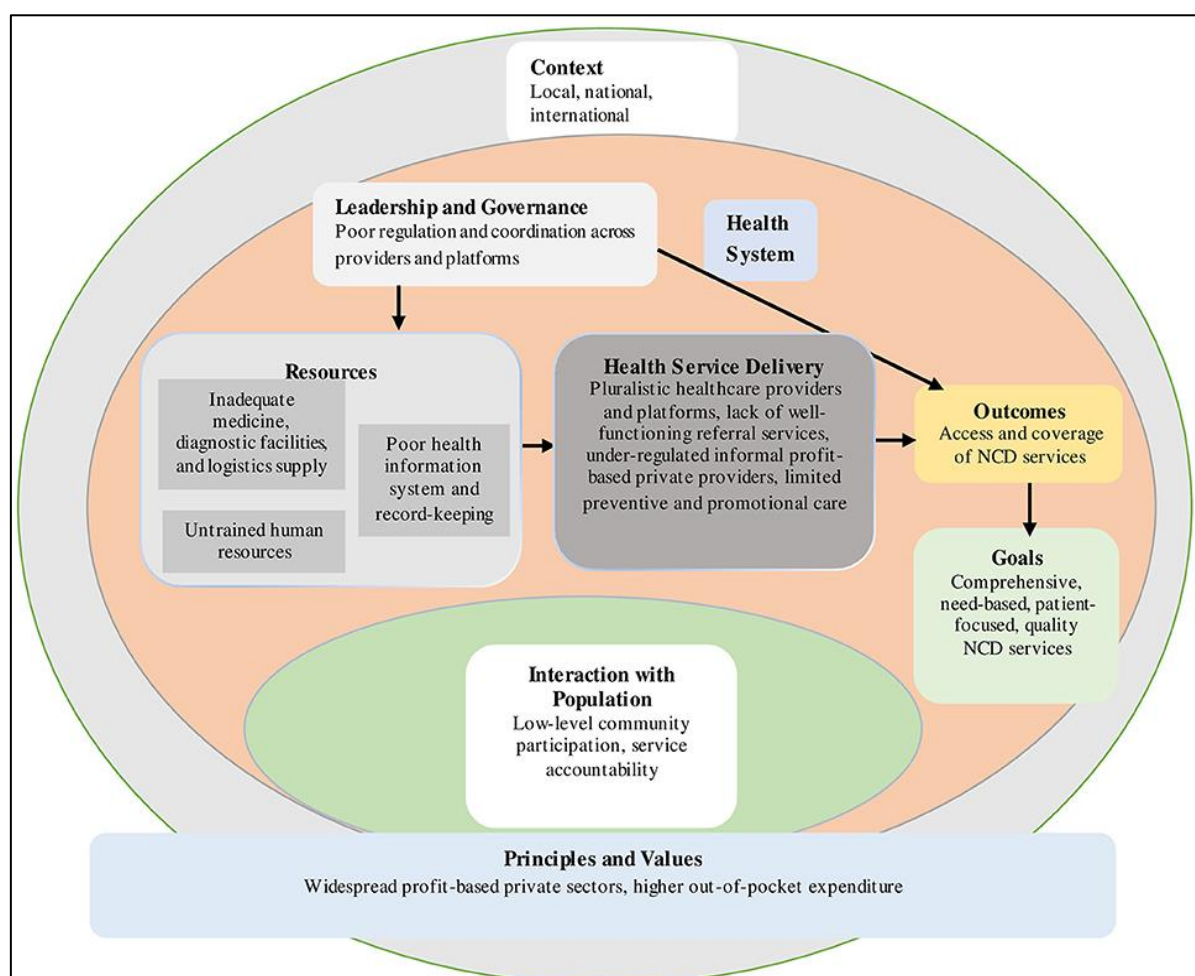 Context
Local, national,
international
Leadership and Governance
Poor regulation and coordination across
providers and platforms
Health
System
Resources
Inadequate
medicine,
diagnostic facilities,
and logistics supply
Poor health
information
system and
record-keeping
Untrained human
resources
Health Service Delivery
Pluralistic healthcare providers
and platforms, lack of well-
functioning referral services,
under-regulated informal profit-
based private providers, limited
preventive and promotional care
Outcomes
Access and coverage
of NCD services
Goals
Comprehensive,
need-based, patient-
focused, quality
NCD services
Interaction with
Population
Low-level community
participation, service
accountability
Principles and Values
Widespread profit-based private sectors, higher out-of-pocket expenditure